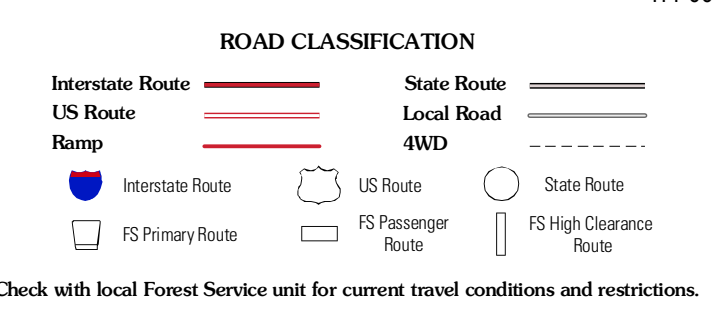 ROAD CLASSIFICATION
Interstate Route
State Route
US Route
Local Road
Ramp
4WD
Interstate Route
US Route
State Route
FS Primary Route
FS Passenger
Route
FS High Clearance
Route
Check with local Forest Service unit for current travel conditions and restrictions.